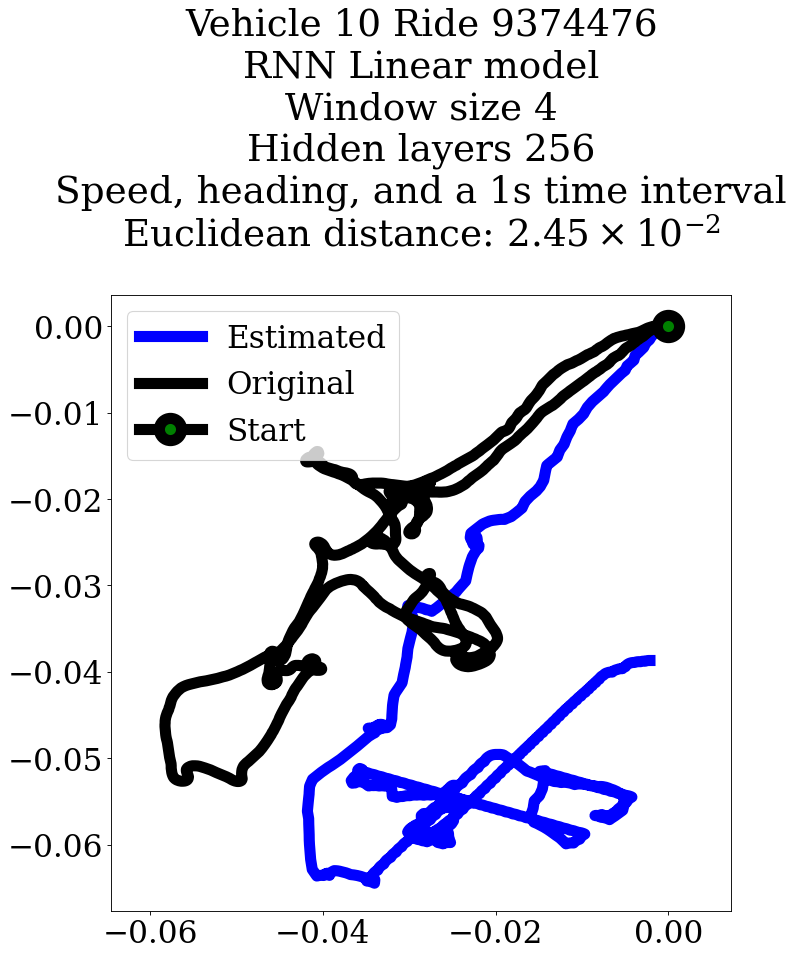 Vehicle 10 Ride 9374476
RNN Linear model
Window size 4
Hidden layers 256
Speed, heading, and a 1s time interval
Euclidean distance: 2.45 × 10⁻²
Estimated
Original
Start
0.00
−0.01
−0.02
−0.03
−0.04
−0.05
−0.06
−0.06 −0.04 −0.02 0.00